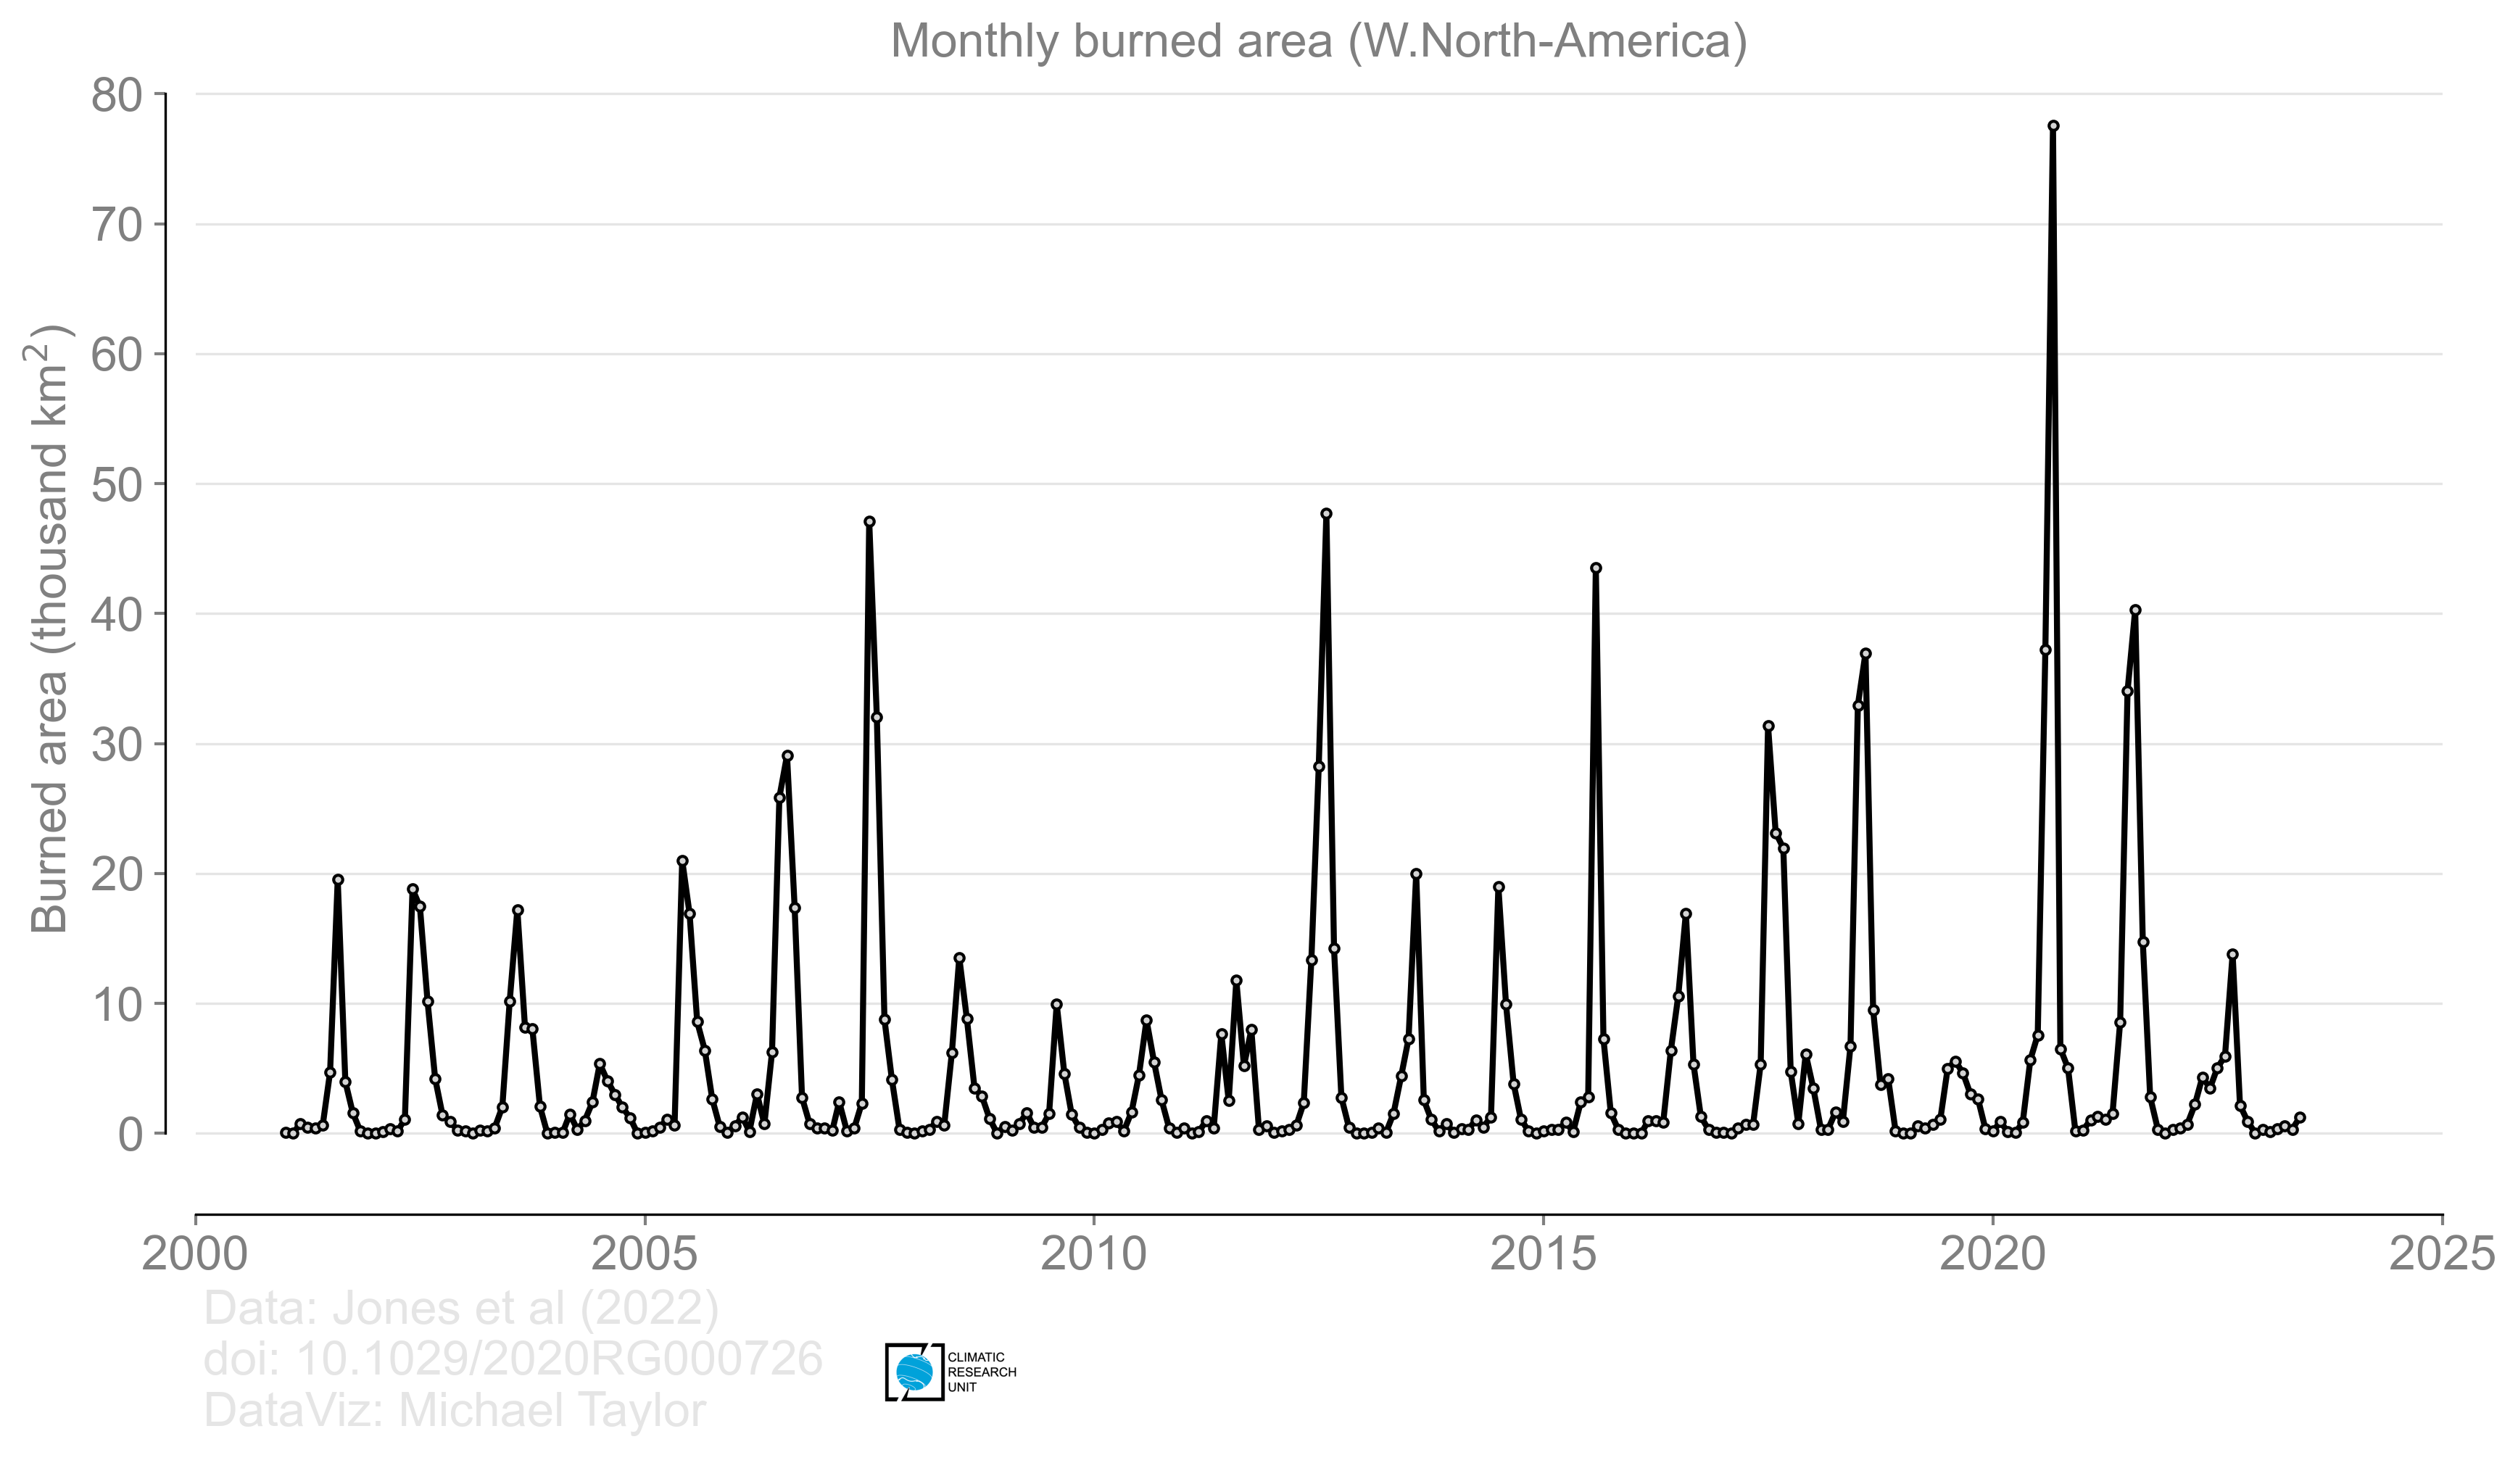 Monthly burned area (W.North-America)
Burned area (thousand km²)
80
70
60
50
40
30
20
10
0
2000
2005
2010
2015
2020
2025
Data: Jones et al (2022)
doi: 10.1029/2020RG000726
DataViz: Michael Taylor
CLIMATIC
RESEARCH
UNIT